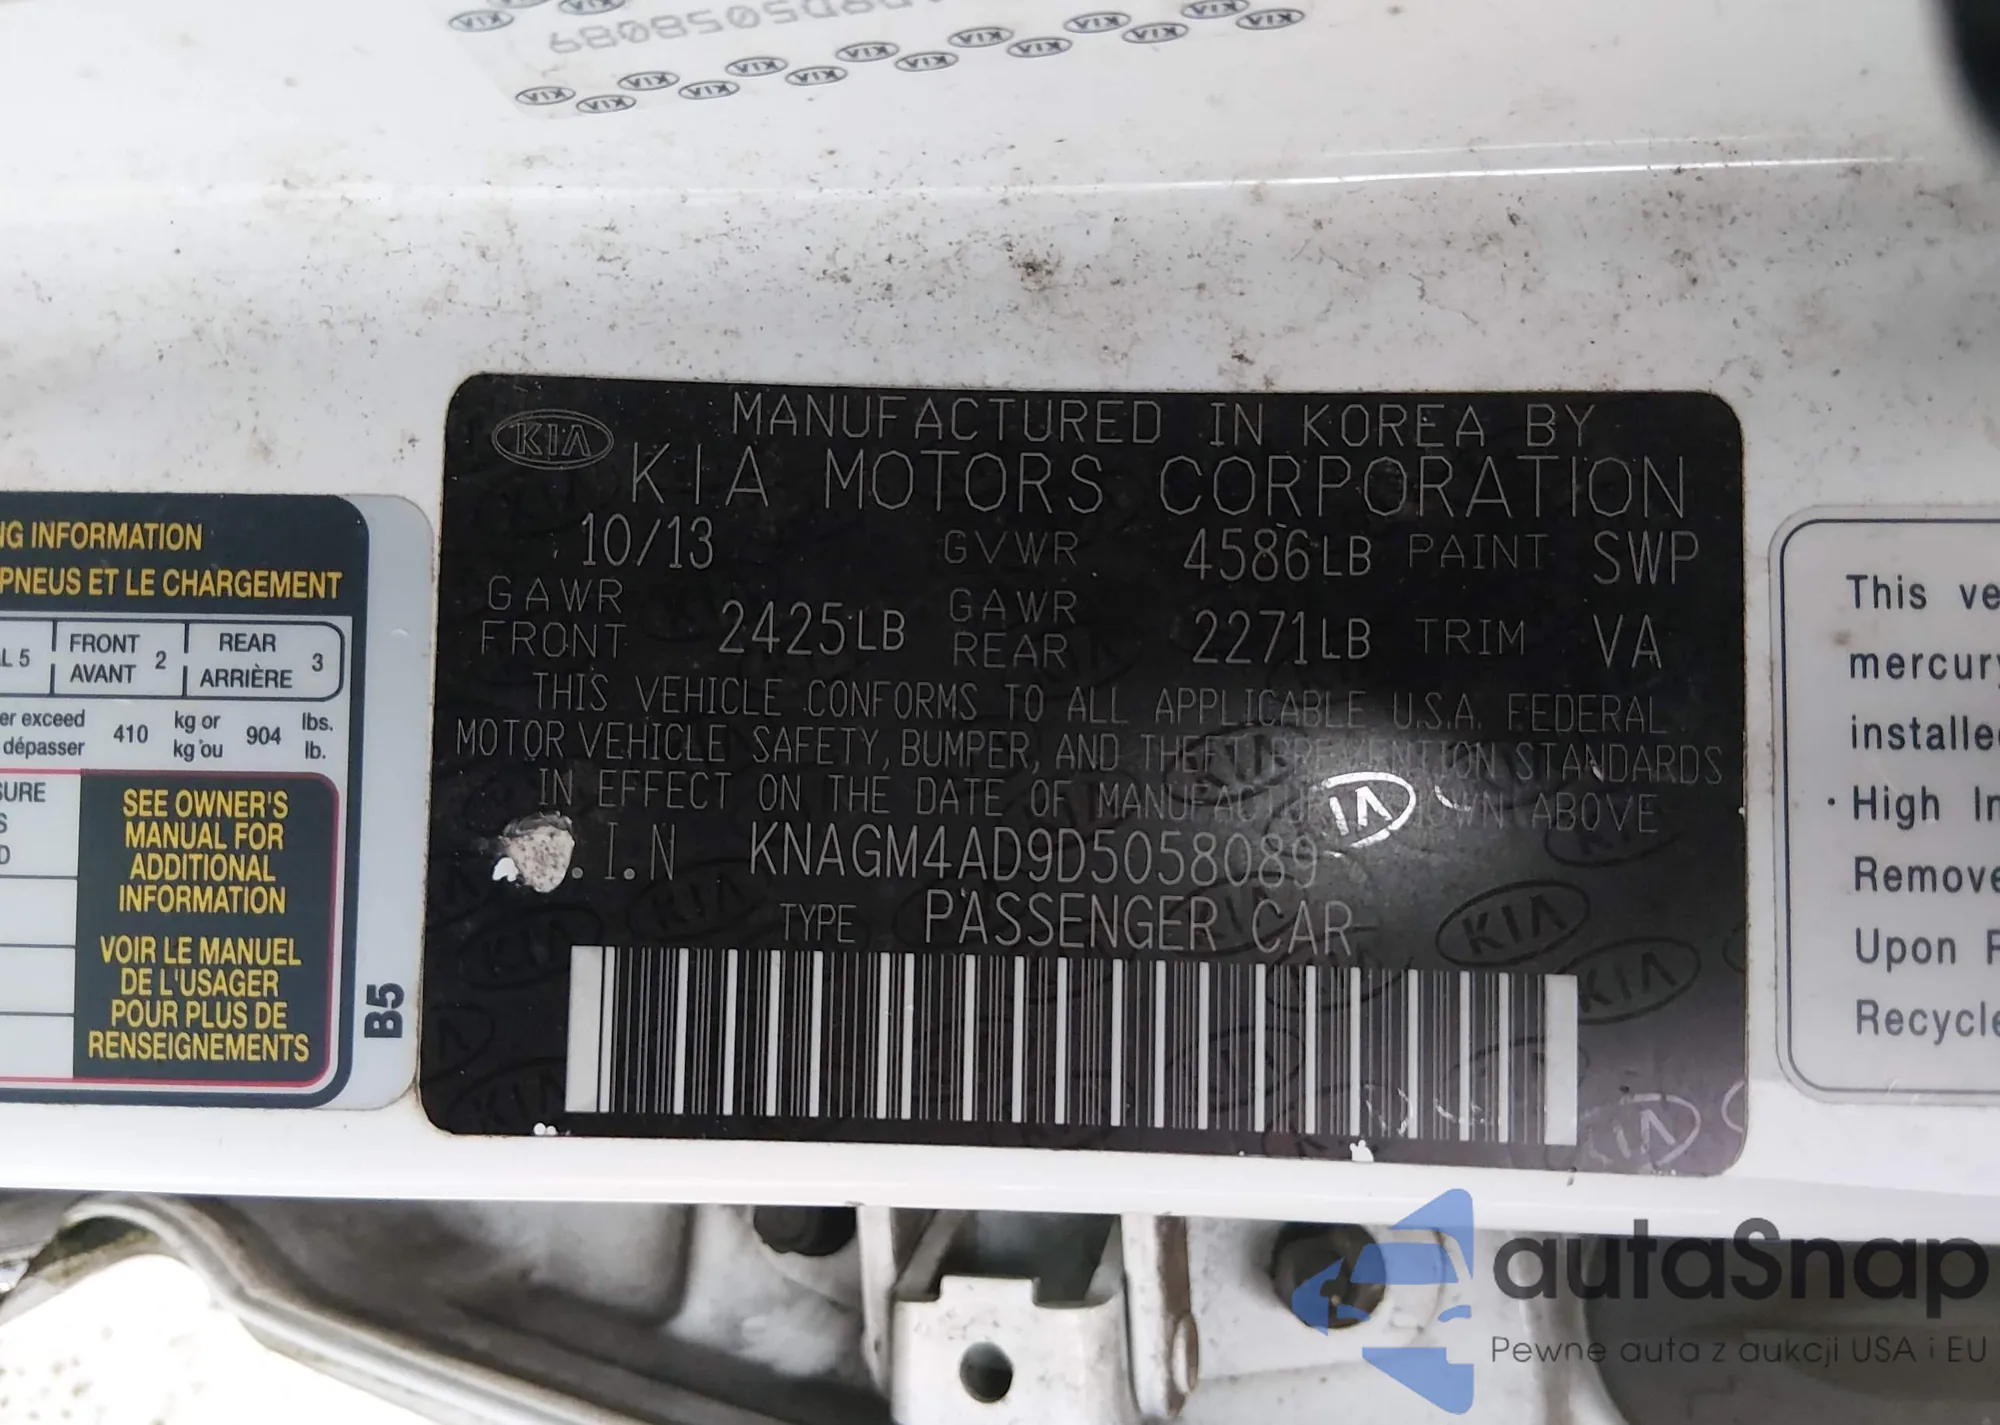 D9D5058089
KIA
MANUFACTURED IN KOREA BY
KIA MOTORS CORPORATION
10/13 GVWR 4586LB PAINT SWP
GAWR FRONT 2425LB GAWR REAR 2271LB TRIM VA
THIS VEHICLE CONFORMS TO ALL APPLICABLE U.S.A. FEDERAL
MOTOR VEHICLE SAFETY, BUMPER, AND THEFT PREVENTION STANDARDS
IN EFFECT ON THE DATE OF MANUFACTURE SHOWN ABOVE
.I.N KNAGM4AD9D5058089
TYPE PASSENGER CAR
NG INFORMATION
PNEUS ET LE CHARGEMENT
L 5 FRONT AVANT 2 REAR ARRIÈRE 3
er exceed
dépasser 410 kg or kg ou 904 lbs. lb.
SURE
S
D
SEE OWNER'S
MANUAL FOR
ADDITIONAL
INFORMATION
VOIR LE MANUEL
DE L'USAGER
POUR PLUS DE
RENSEIGNEMENTS
B5
This ve
mercury
installe
· High In
Remove
Upon R
Recycle
autaSnap
Pewne auta z aukcji USA i EU